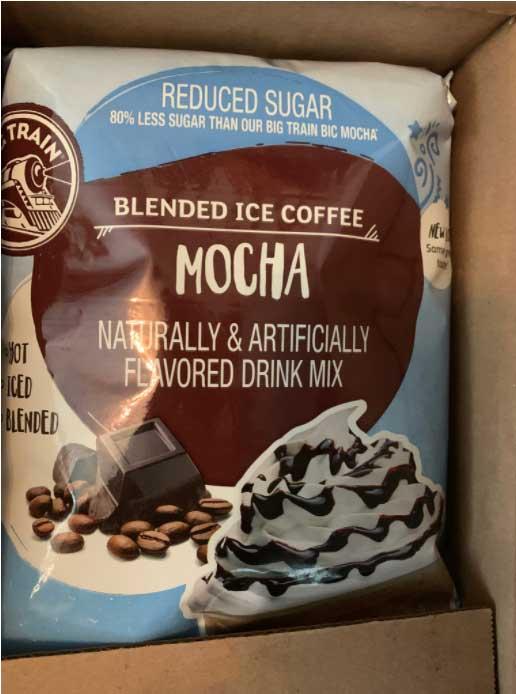 REDUCED SUGAR
80% LESS SUGAR THAN OUR BIG TRAIN BIC MOCHA*
TRAIN
BLENDED ICE COFFEE
MOCHA
NATURALLY & ARTIFICIALLY
FLAVORED DRINK MIX
NEW
Same
HOT
ICED
BLENDED